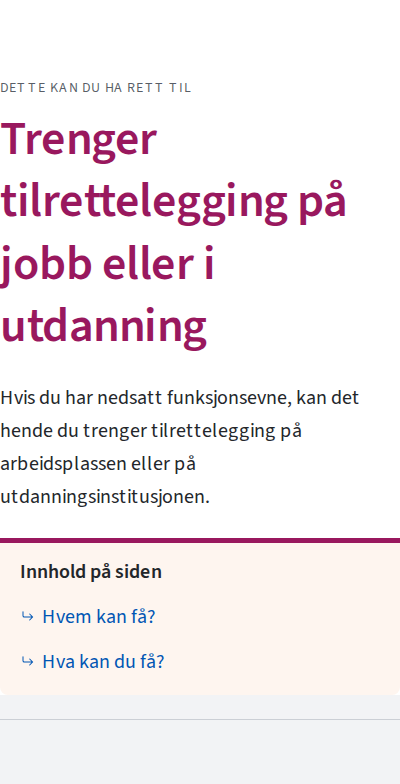 DETTE KAN DU HA RETT TIL
Trenger
tilrettelegging på
jobb eller i
utdanning
Hvis du har nedsatt funksjonsevne, kan det
hende du trenger tilrettelegging på
arbeidsplassen eller på
utdanningsinstitusjonen.
Innhold på siden
Hvem kan få?
Hva kan du få?